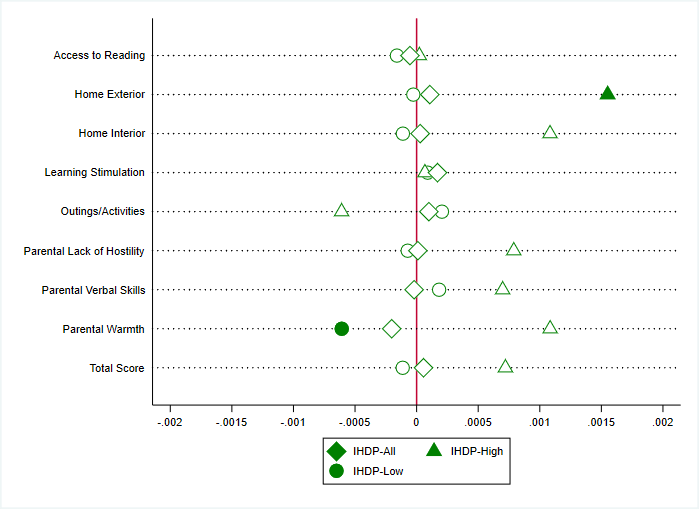 Access to Reading
Home Exterior
Home Interior
Learning Stimulation
Outings/Activities
Parental Lack of Hostility
Parental Verbal Skills
Parental Warmth
Total Score
-.002 -.0015 -.001 -.0005 0 .0005 .001 .0015 .002
IHDP-All IHDP-High
IHDP-Low